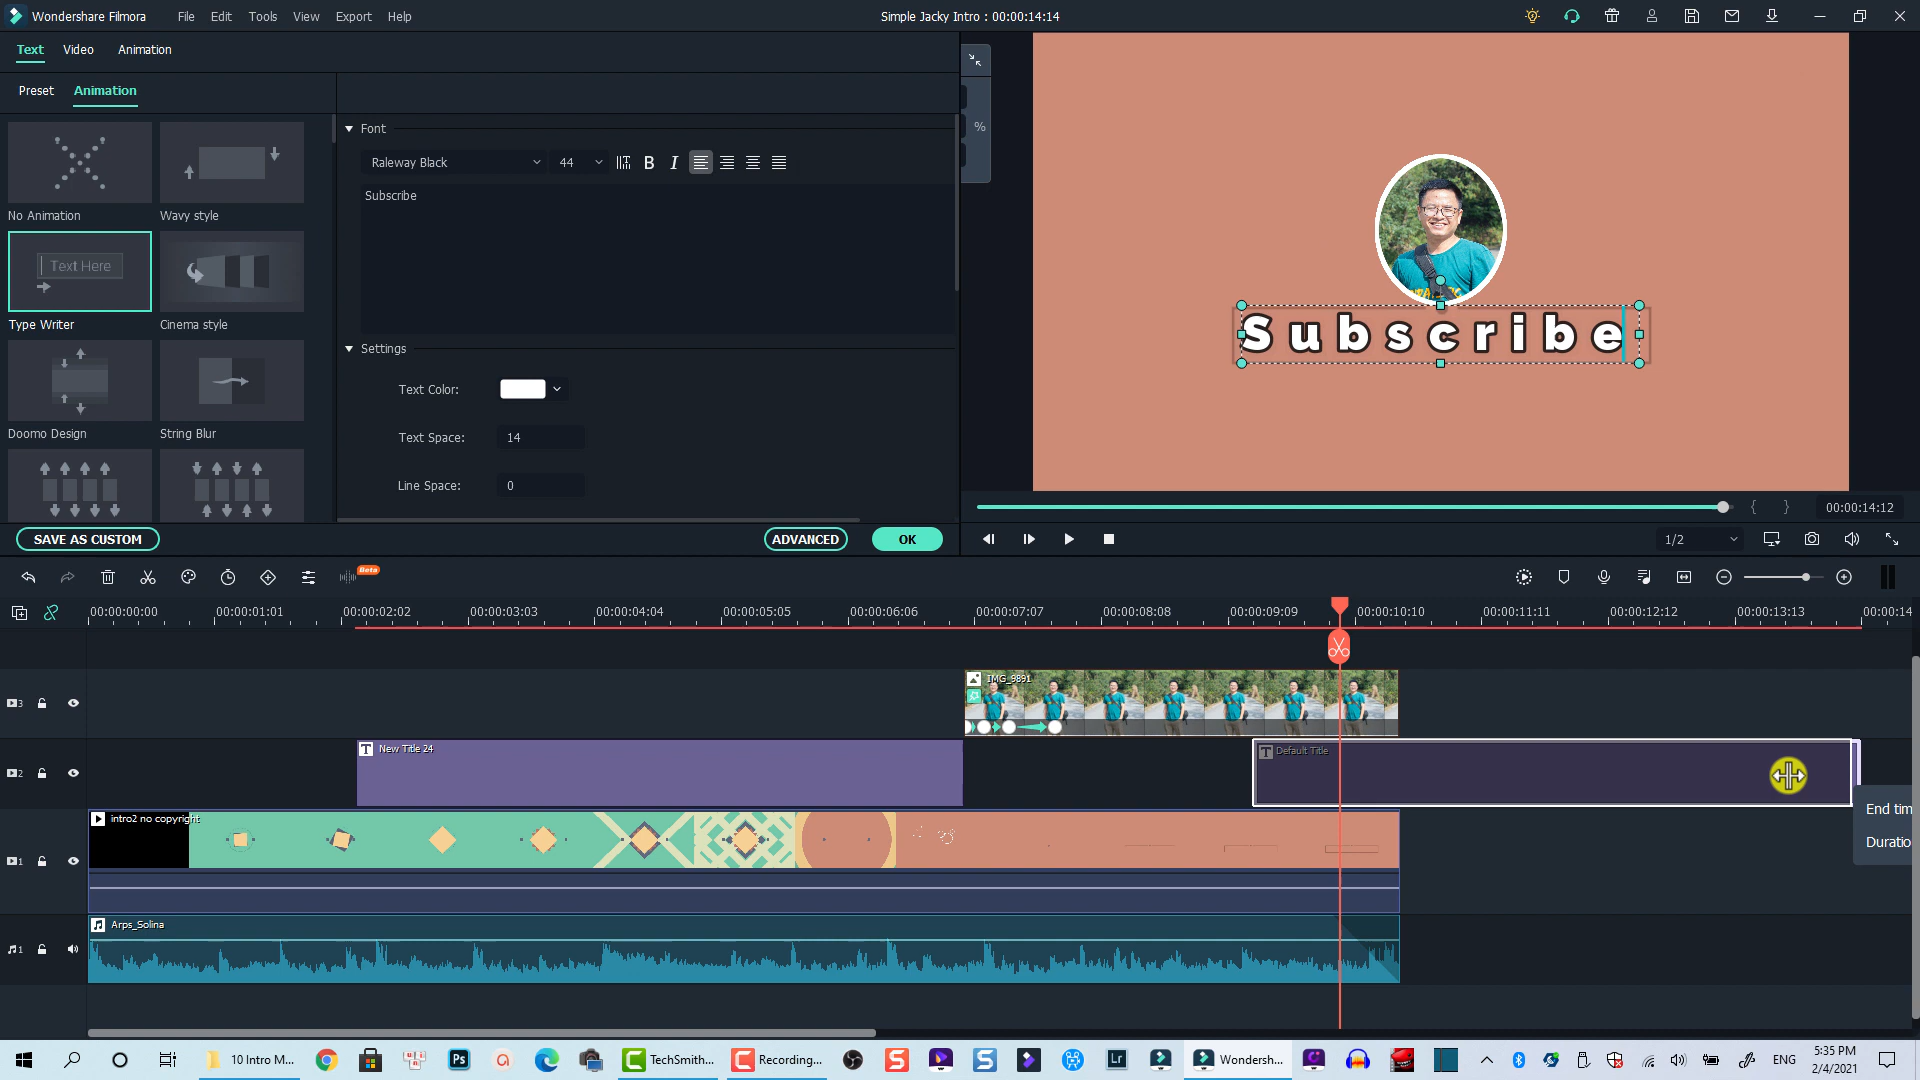 Wondershare Filmora File Edit Tools View Export Help Simple Jacky Intro : 00:00:14:14
Text Video Animation
Preset Animation
No Animation
Wavy style
Text Here
Type Writer
Cinema style
Doomo Design
String Blur
Font
Raleway Black 44 B I
Subscribe
Settings
Text Color:
Text Space: 14
Line Space: 0
SAVE AS CUSTOM ADVANCED OK
%
Subscribe
00:00:14:12
1/2
Beta
00:00:00:00 00:00:01:01 00:00:02:02 00:00:03:03 00:00:04:04 00:00:05:05 00:00:06:06 00:00:07:07 00:00:08:08 00:00:09:09 00:00:10:10 00:00:11:11 00:00:12:12 00:00:13:13 00:00:14
3 IMG_9891
2 T New Title 24 T Default Title
End tim
Duratio
1 intro2 no copyright
1 Arps_Solina
10 Intro M... Ps TechSmith... Recording,... Lr Wondersh... ENG 5:35 PM
2/4/2021